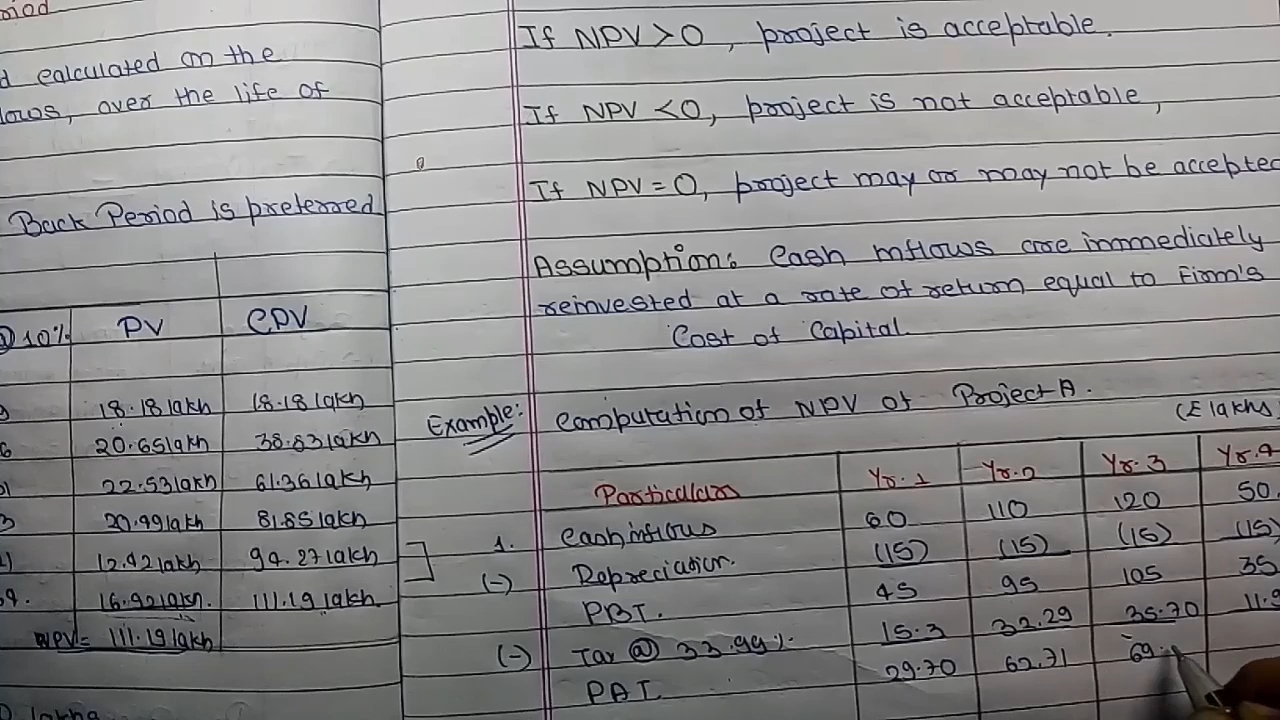 riod
d calculated on the
lows, over the life of
Back Period is preferred
@10% PV CPV
18.18 lakh 18.18 lakh
20.65 lakh 38.83 lakh
22.53 lakh 61.36 lakh
20.49 lakh 81.85 lakh
12.42 lakh 94.27 lakh
16.92 lakh. 111.19 lakh
NPV= 111.19 lakh
lakhs
If NPV>0, project is acceptable.
If NPV <0, project is not acceptable,
If NPV=0, project may or may not be accepted
Assumption: Cash inflows are immediately
reinvested at a rate of return equal to Firm's
Cost of Capital.
Example: Computation of NPV of Project A.
(₹ lakhs)
Particulars Yr.1 Yr.2 Yr.3 Yr.4
1. Cash inflows 60 110 120 50
(-) Depreciation. (15) (15) (15) (15)
PBT. 45 95 105 35
(-) Tax @ 33.99%. 15.3 32.29 35.70 11.9
PAT. 29.70 62.71 69.